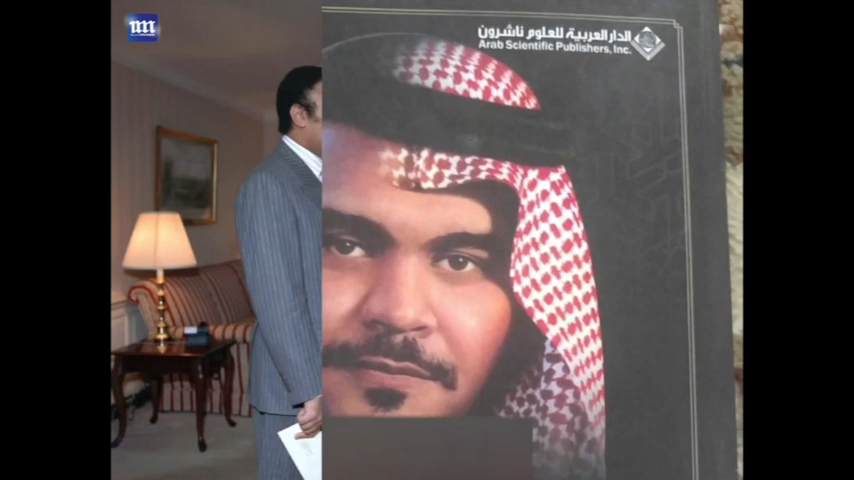 m
الدار العربية للعلوم ناشرون
Arab Scientific Publishers, Inc.